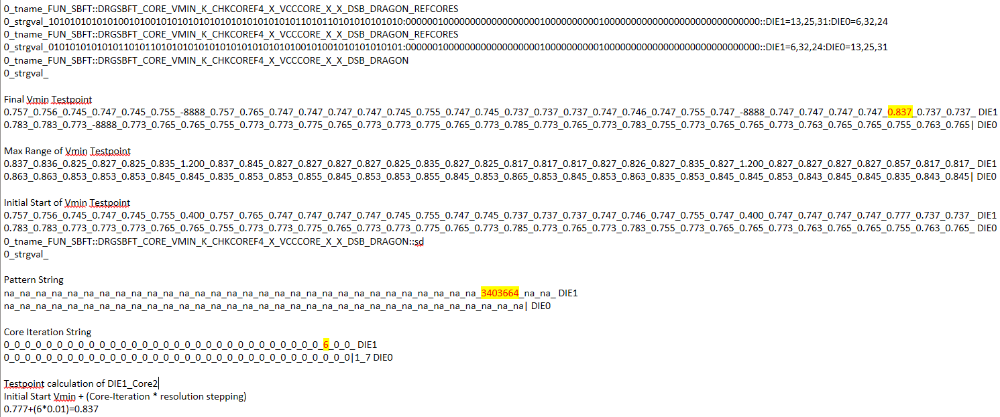 0_tname_FUN_SBFT::DRGSBFT_CORE_VMIN_K_CHKCOREF4_X_VCCCORE_X_X_DSB_DRAGON_REFCORES
0_strgval_101010101010100101001010101010101010101010101010110101101010101010:000000100000000000000000010000000000100000000000000000000000000000::DIE1=13,25,31:DIE0=6,32,24
0_tname_FUN_SBFT::DRGSBFT_CORE_VMIN_K_CHKCOREF4_X_VCCCORE_X_X_DSB_DRAGON_REFCORES
0_strgval_010101010101011010110101010101010101010101010101001010010101010101:000000100000000000000000010000000000100000000000000000000000000000::DIE1=6,32,24:DIE0=13,25,31
0_tname_FUN_SBFT::DRGSBFT_CORE_VMIN_K_CHKCOREF4_X_VCCCORE_X_X_DSB_DRAGON
0_strgval_
Final Vmin Testpoint
0.757_0.756_0.745_0.747_0.745_0.755_-8888_0.757_0.765_0.747_0.747_0.747_0.747_0.745_0.755_0.747_0.745_0.737_0.737_0.737_0.747_0.746_0.747_0.755_0.747_-8888_0.747_0.747_0.747_0.747_0.837_0.737_0.737_ DIE1
0.783_0.783_0.773_-8888_0.773_0.765_0.765_0.755_0.773_0.773_0.775_0.765_0.773_0.773_0.775_0.765_0.773_0.785_0.773_0.765_0.773_0.783_0.755_0.773_0.765_0.765_0.773_0.763_0.765_0.765_0.755_0.763_0.765| DIE0
Max Range of Vmin Testpoint
0.837_0.836_0.825_0.827_0.825_0.835_1.200_0.837_0.845_0.827_0.827_0.827_0.827_0.825_0.835_0.827_0.825_0.817_0.817_0.817_0.827_0.826_0.827_0.835_0.827_1.200_0.827_0.827_0.827_0.827_0.857_0.817_0.817_ DIE1
0.863_0.863_0.853_0.853_0.853_0.845_0.845_0.835_0.853_0.853_0.855_0.845_0.853_0.853_0.855_0.845_0.853_0.865_0.853_0.845_0.853_0.863_0.835_0.853_0.845_0.845_0.853_0.843_0.845_0.845_0.835_0.843_0.845| DIE0
Initial Start of Vmin Testpoint
0.757_0.756_0.745_0.747_0.745_0.755_0.400_0.757_0.765_0.747_0.747_0.747_0.747_0.745_0.755_0.747_0.745_0.737_0.737_0.737_0.747_0.746_0.747_0.755_0.747_0.400_0.747_0.747_0.747_0.747_0.777_0.737_0.737_ DIE1
0.783_0.783_0.773_0.773_0.773_0.765_0.765_0.755_0.773_0.773_0.775_0.765_0.773_0.773_0.775_0.765_0.773_0.785_0.773_0.765_0.773_0.783_0.755_0.773_0.765_0.765_0.773_0.763_0.765_0.765_0.755_0.763_0.765_ DIE0
0_tname_FUN_SBFT::DRGSBFT_CORE_VMIN_K_CHKCOREF4_X_VCCCORE_X_X_DSB_DRAGON::sd
0_strgval_
Pattern String
na_na_na_na_na_na_na_na_na_na_na_na_na_na_na_na_na_na_na_na_na_na_na_na_na_na_na_na_na_na_3403664_na_na_ DIE1
na_na_na_na_na_na_na_na_na_na_na_na_na_na_na_na_na_na_na_na_na_na_na_na_na_na_na_na_na_na_na_na_na| DIE0
Core Iteration String
0_0_0_0_0_0_0_0_0_0_0_0_0_0_0_0_0_0_0_0_0_0_0_0_0_0_0_0_0_0_6_0_0_ DIE1
0_0_0_0_0_0_0_0_0_0_0_0_0_0_0_0_0_0_0_0_0_0_0_0_0_0_0_0_0_0_0_0_0|1_7 DIE0
Testpoint calculation of DIE1_Core2
Initial Start Vmin + (Core-Iteration * resolution stepping)
0.777+(6*0.01)=0.837